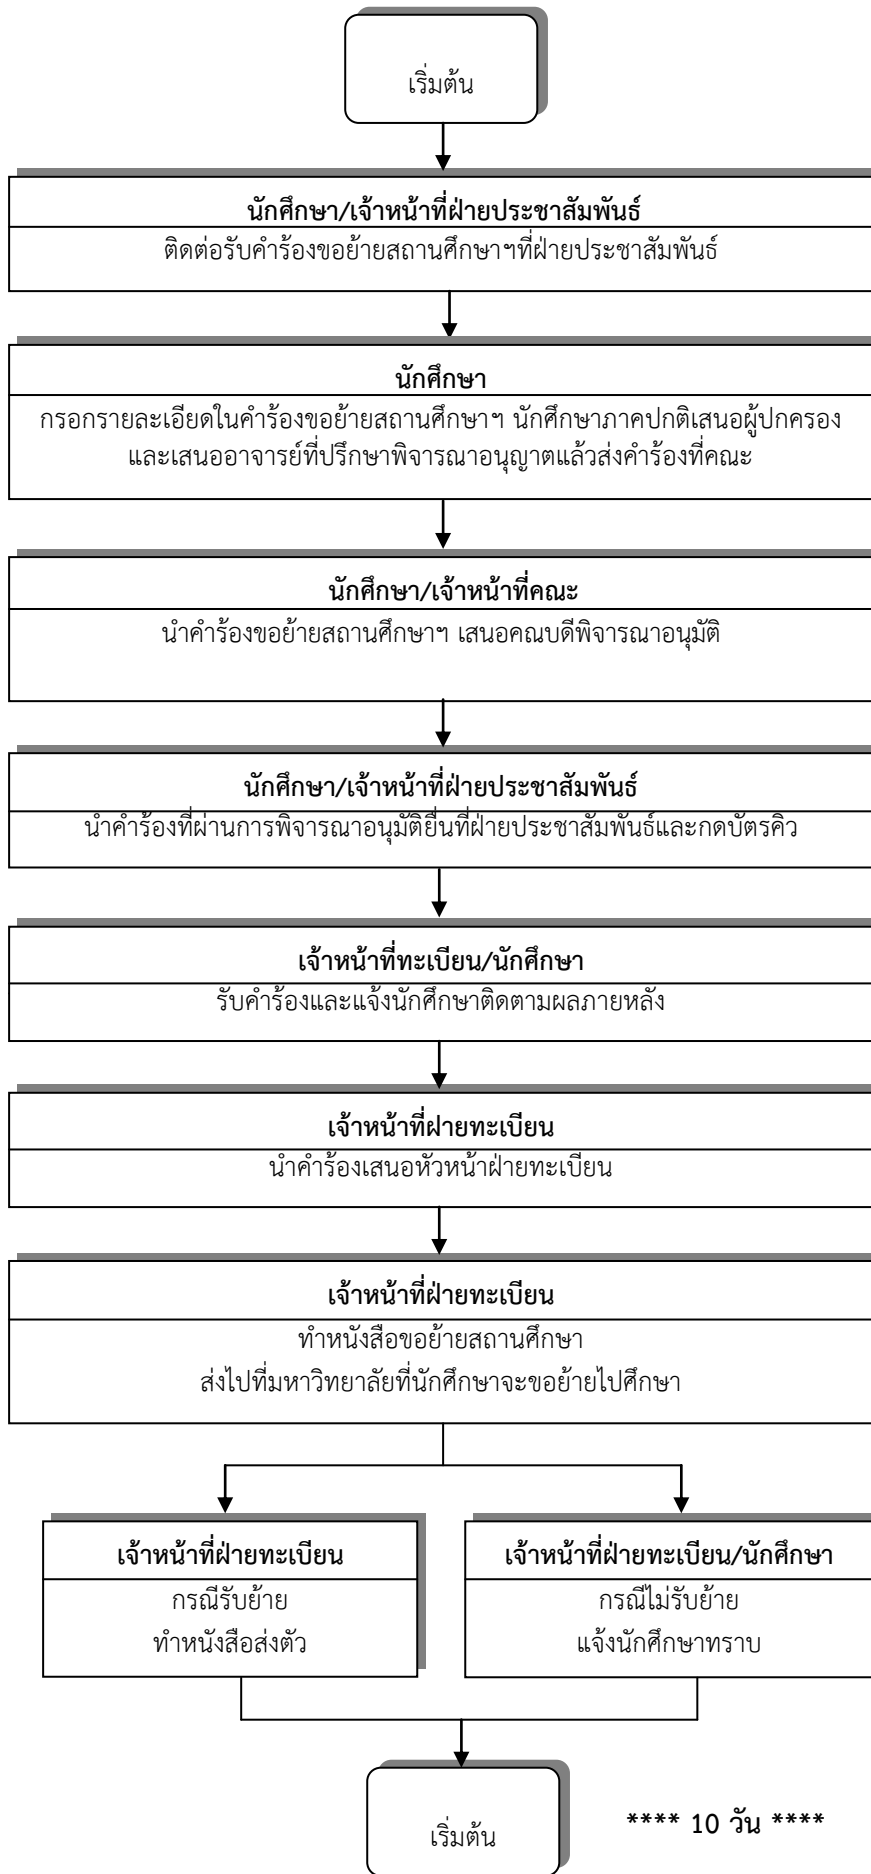 เริ่มต้น
นักศึกษา/เจ้าหน้าที่ฝ่ายประชาสัมพันธ์
ติดต่อรับคำร้องขอย้ายสถานศึกษาฯที่ฝ่ายประชาสัมพันธ์
นักศึกษา
กรอกรายละเอียดในคำร้องขอย้ายสถานศึกษาฯ นักศึกษาภาคปกติเสนอผู้ปกครอง
และเสนออาจารย์ที่ปรึกษาพิจารณาอนุญาตแล้วส่งคำร้องที่คณะ
นักศึกษา/เจ้าหน้าที่คณะ
นำคำร้องขอย้ายสถานศึกษาฯ เสนอคณบดีพิจารณาอนุมัติ
นักศึกษา/เจ้าหน้าที่ฝ่ายประชาสัมพันธ์
นำคำร้องที่ผ่านการพิจารณาอนุมัติยื่นที่ฝ่ายประชาสัมพันธ์และกดบัตรคิว
เจ้าหน้าที่ทะเบียน/นักศึกษา
รับคำร้องและแจ้งนักศึกษาติดตามผลภายหลัง
เจ้าหน้าที่ฝ่ายทะเบียน
นำคำร้องเสนอหัวหน้าฝ่ายทะเบียน
เจ้าหน้าที่ฝ่ายทะเบียน
ทำหนังสือขอย้ายสถานศึกษา
ส่งไปที่มหาวิทยาลัยที่นักศึกษาจะขอย้ายไปศึกษา
เจ้าหน้าที่ฝ่ายทะเบียน
กรณีรับย้าย
ทำหนังสือส่งตัว
เจ้าหน้าที่ฝ่ายทะเบียน/นักศึกษา
กรณีไม่รับย้าย
แจ้งนักศึกษาทราบ
เริ่มต้น
**** 10 วัน ****